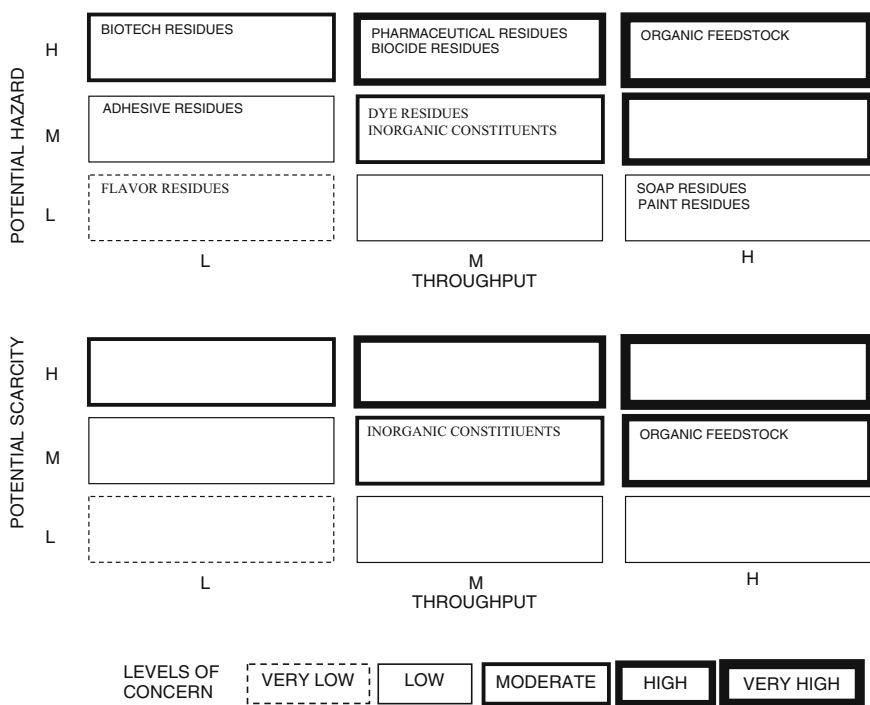 POTENTIAL HAZARD
H
BIOTECH RESIDUES
PHARMACEUTICAL RESIDUES
BIOCIDE RESIDUES
ORGANIC FEEDSTOCK
M
ADHESIVE RESIDUES
DYE RESIDUES
INORGANIC CONSTITUENTS
L
FLAVOR RESIDUES
SOAP RESIDUES
PAINT RESIDUES
L
M
H
THROUGHPUT
POTENTIAL SCARCITY
H
M
INORGANIC CONSTITIUENTS
ORGANIC FEEDSTOCK
L
L
M
H
THROUGHPUT
LEVELS OF
CONCERN
VERY LOW
LOW
MODERATE
HIGH
VERY HIGH